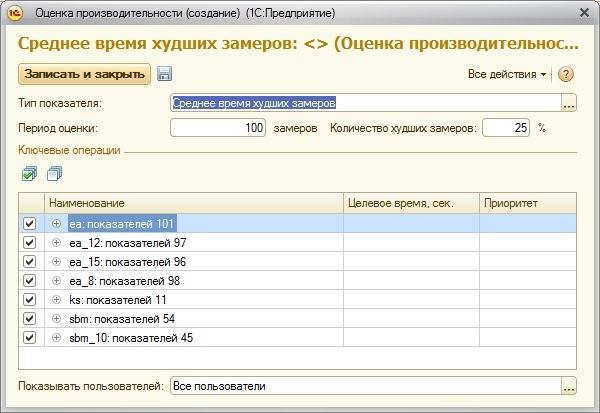 Оценка производительности (создание) (1С:Предприятие)
Среднее время худших замеров: <> (Оценка производительнос...
Записать и закрыть Все действия ?
Тип показателя: Среднее время худших замеров ...
Период оценки: 100 замеров Количество худших замеров: 25 %
Ключевые операции
Наименование Целевое время, сек. Приоритет
ea: показателей 101
ea_12: показателей 97
ea_15: показателей 96
ea_8: показателей 98
ks: показателей 11
sbm: показателей 54
sbm_10: показателей 45
Показывать пользователей: Все пользователи ...